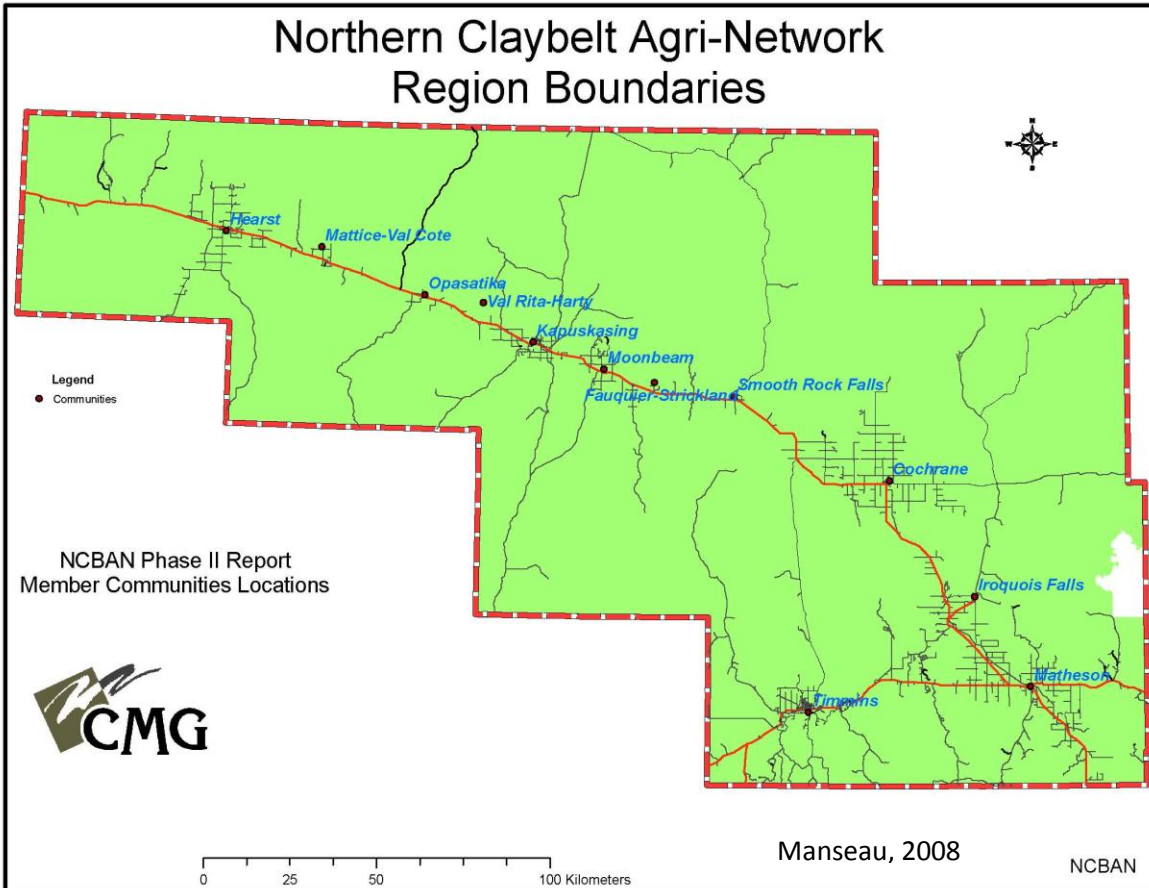 Northern Claybelt Agri-Network
Region Boundaries
N
W E
S
Hearst
Mattice-Val Cote
Opasatika
Val Rita-Harty
Kapuskasing
Moonbeam
Fauquier-Strickland
Smooth Rock Falls
Cochrane
Iroquois Falls
Matheson
Timmins
Legend
Communities
NCBAN Phase II Report
Member Communities Locations
CMG
0 25 50 100 Kilometers
Manseau, 2008
NCBAN